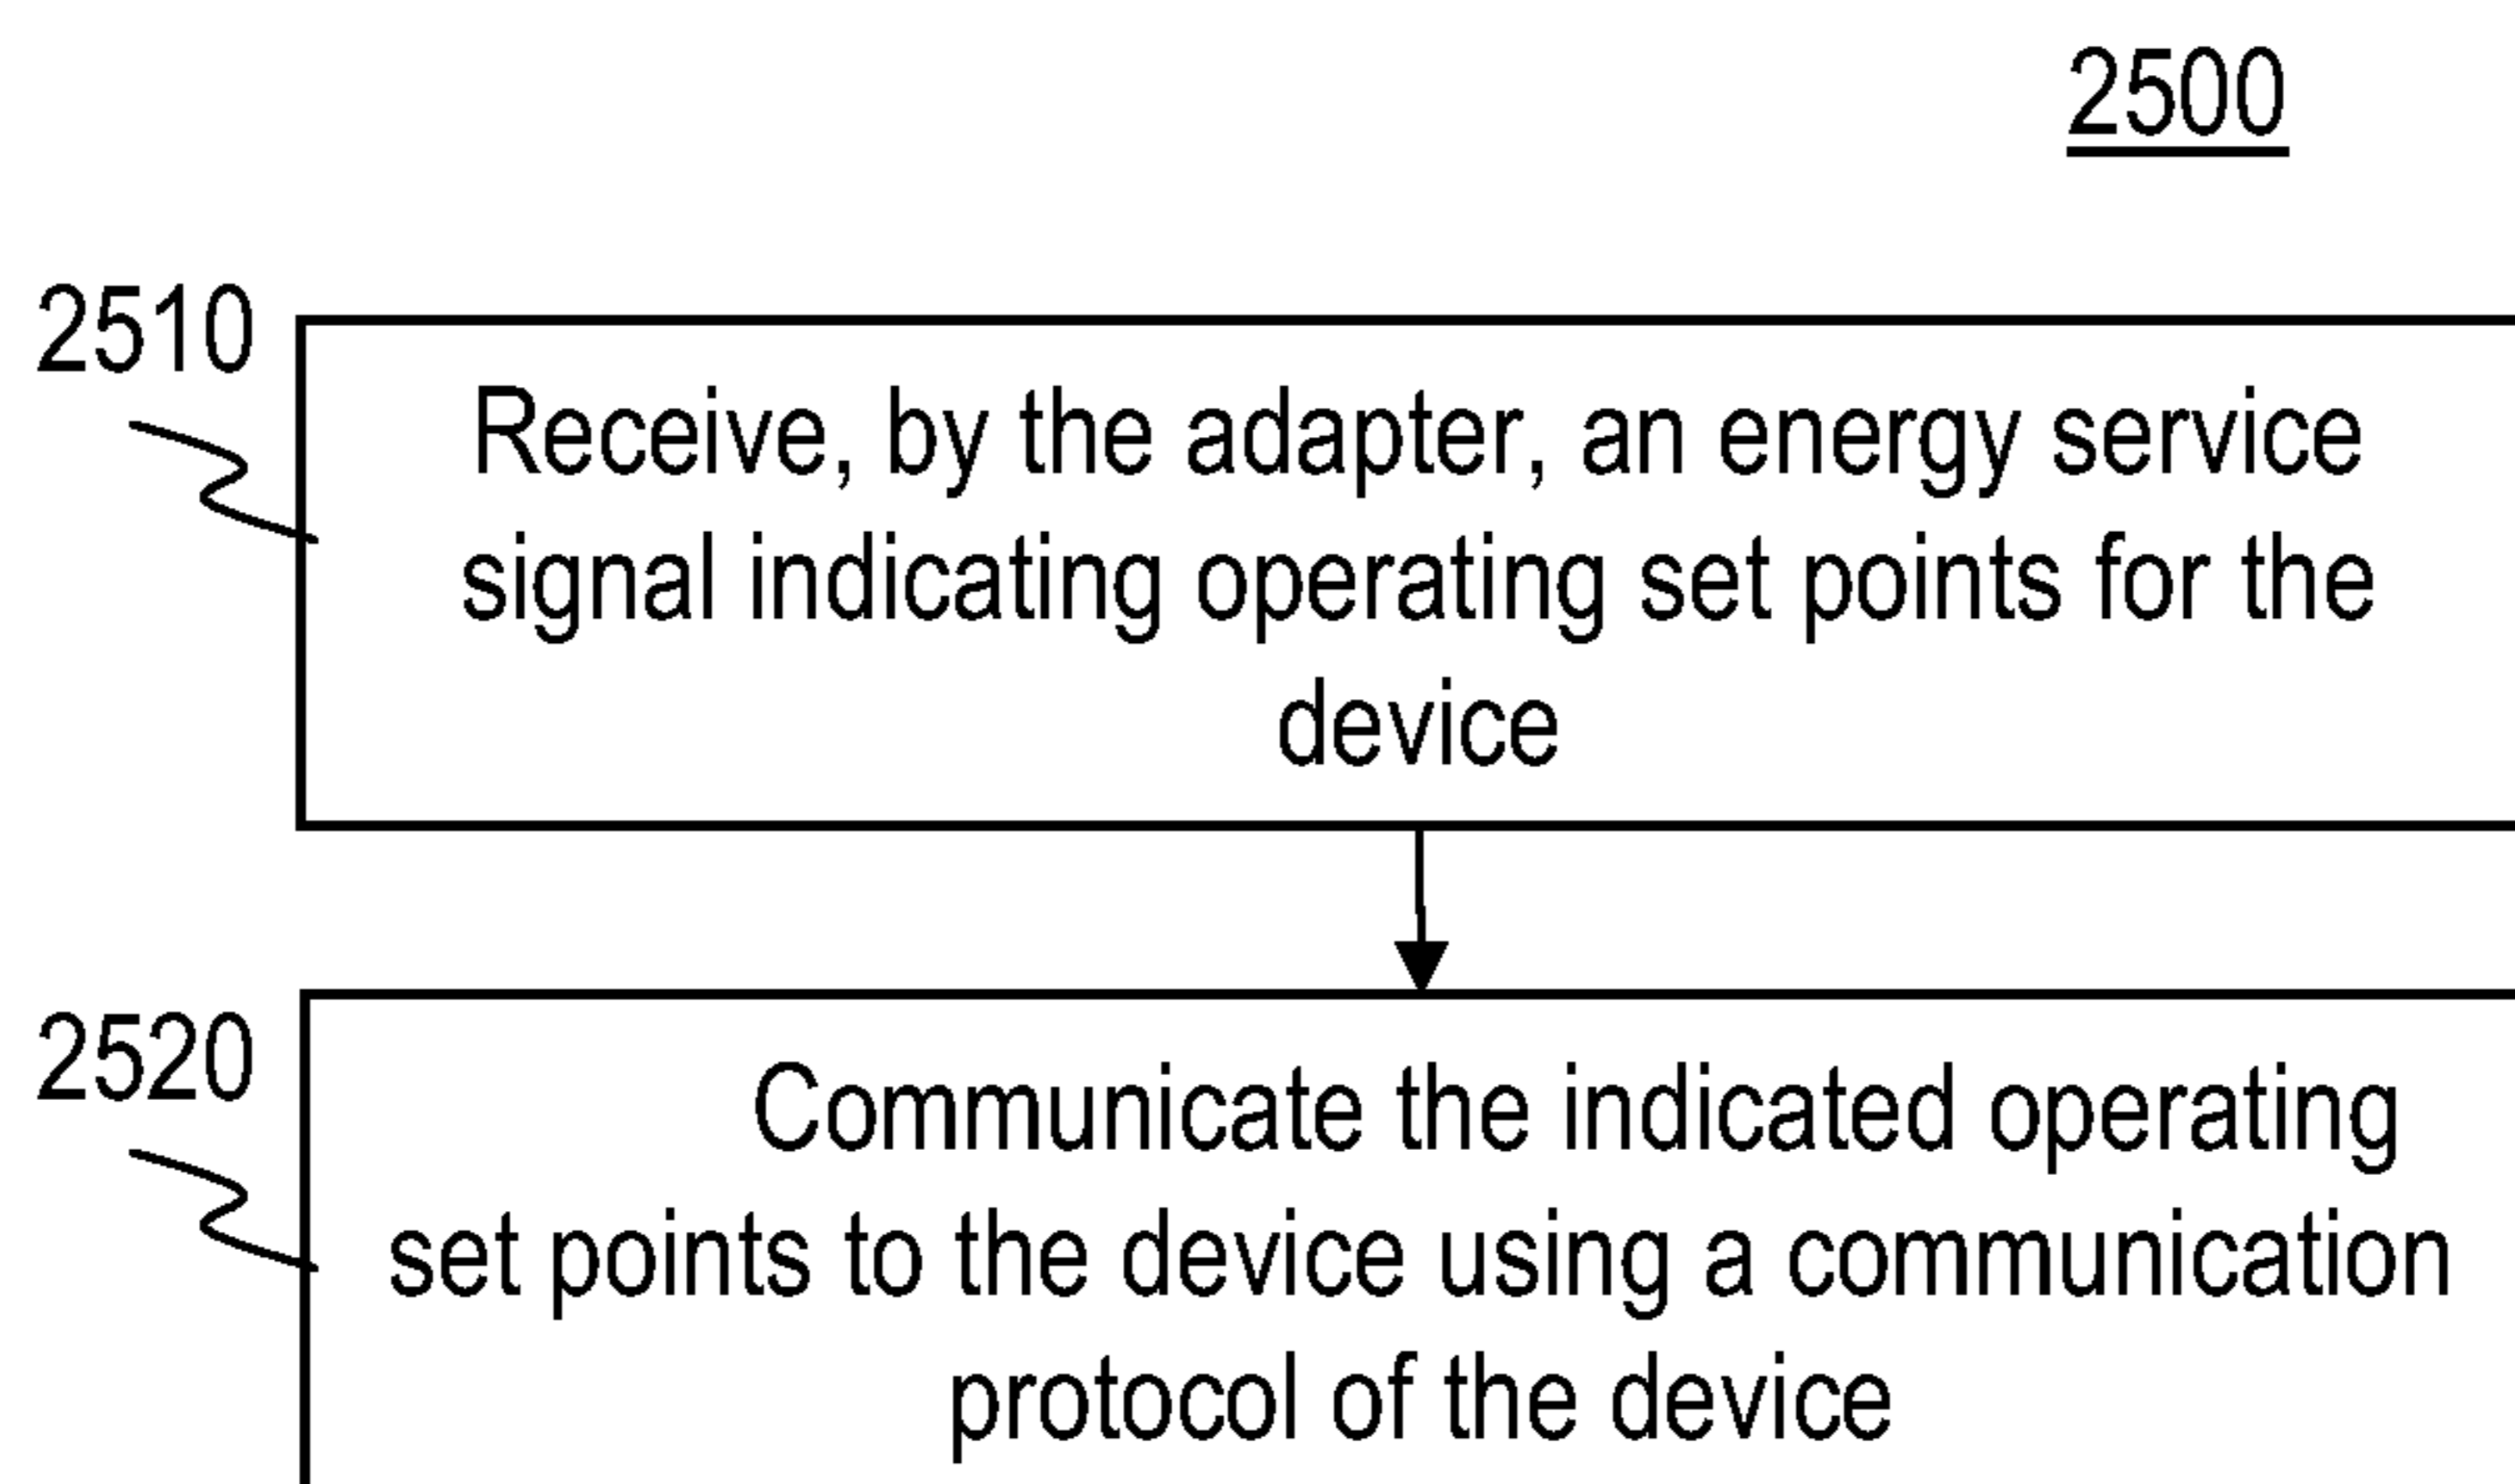 2500
2510
Receive, by the adapter, an energy service
signal indicating operating set points for the
device
2520
Communicate the indicated operating
set points to the device using a communication
protocol of the device